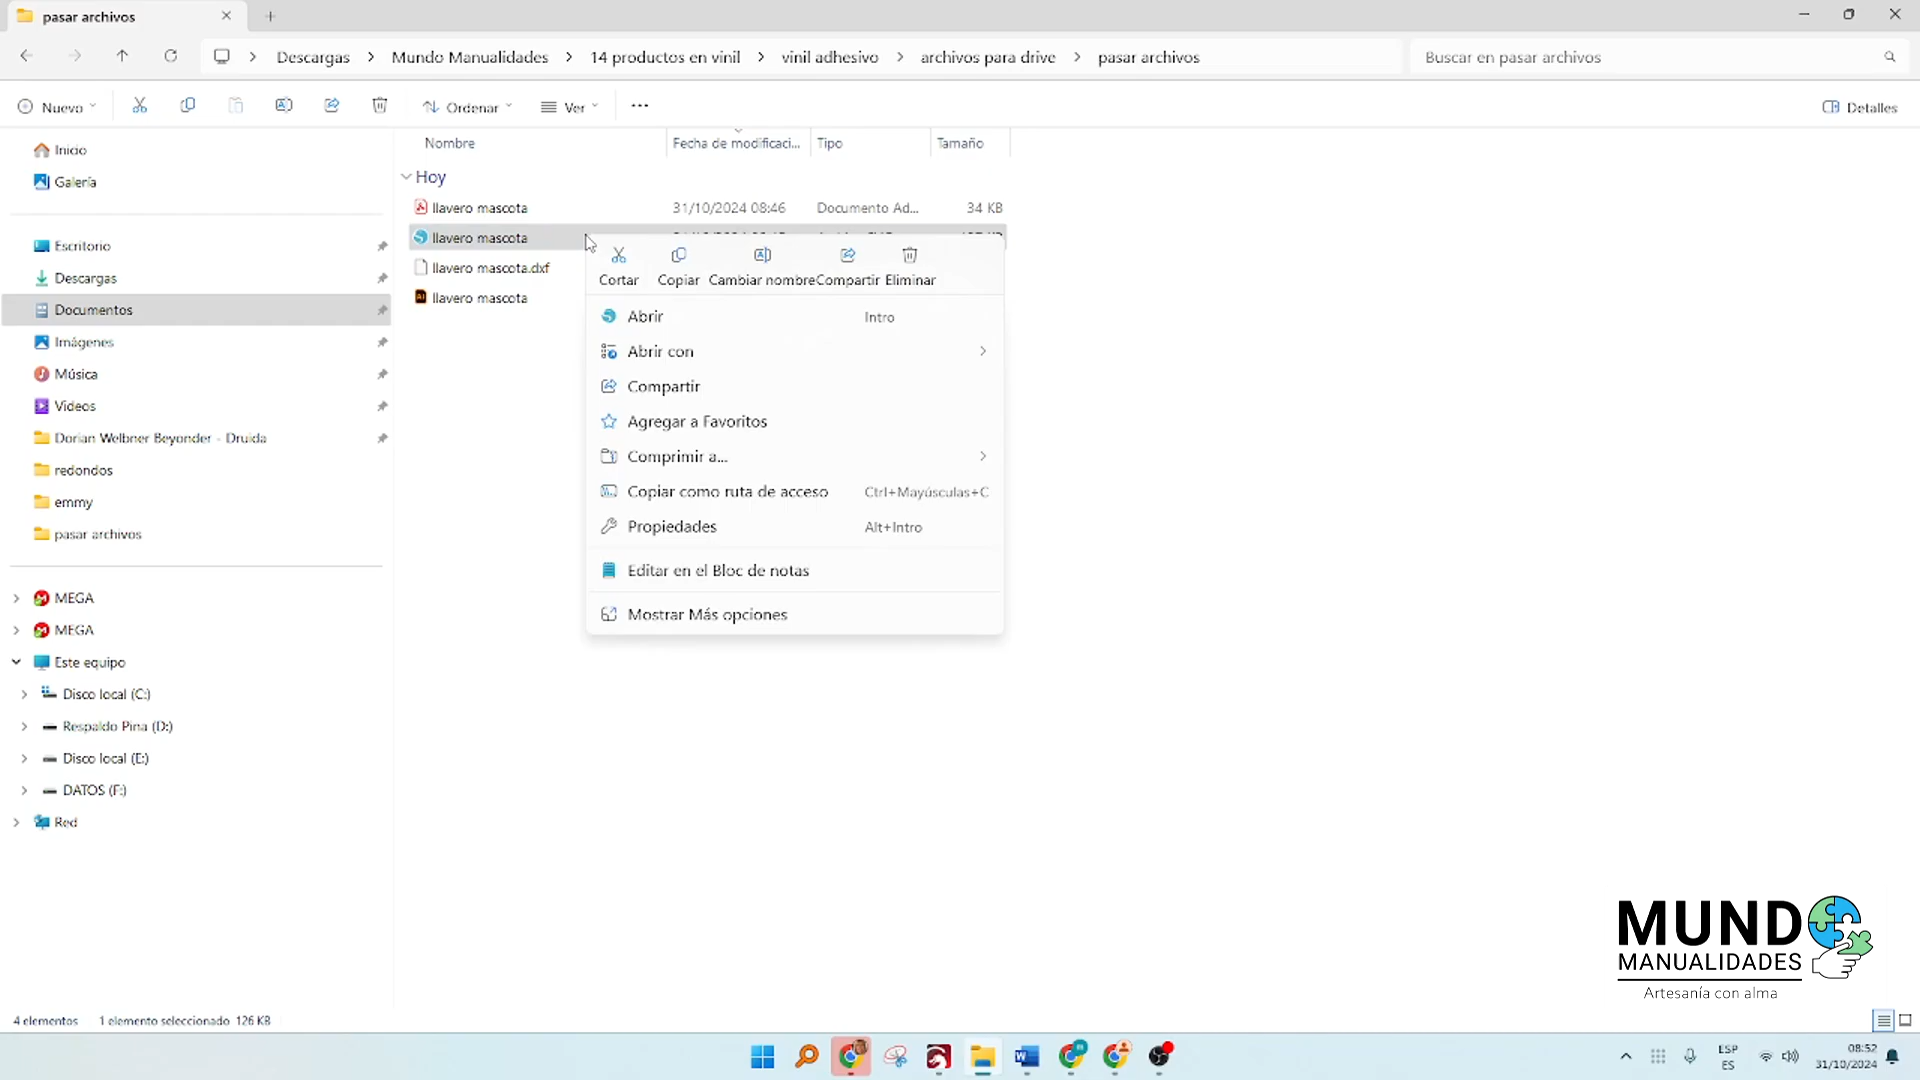 pasar archivos
Descargas > Mundo Manualidades > 14 productos en vinil > vinil adhesivo > archivos para drive > pasar archivos
Buscar en pasar archivos
Nuevo
Ordenar
Ver
Detalles
Inicio
Galería
Escritorio
Descargas
Documentos
Imágenes
Música
Videos
Dorian Welbner Beyonder - Druida
redondos
emmy
pasar archivos
MEGA
MEGA
Este equipo
Disco local (C:)
Respaldo Pina (D:)
Disco local (E:)
DATOS (F:)
Red
Nombre Fecha de modificaci... Tipo Tamaño
Hoy
llavero mascota 31/10/2024 08:46 Documento Ad... 34 KB
llavero mascota
llavero mascota.dxf
llavero mascota
Cortar Copiar Cambiar nombre Compartir Eliminar
Abrir Intro
Abrir con
Compartir
Agregar a Favoritos
Comprimir a...
Copiar como ruta de acceso Ctrl+Mayúsculas+C
Propiedades Alt+Intro
Editar en el Bloc de notas
Mostrar Más opciones
MUNDO
MANUALIDADES
Artesanía con alma
4 elementos 1 elemento seleccionado 126 KB
ESP
ES
08:52
31/10/2024